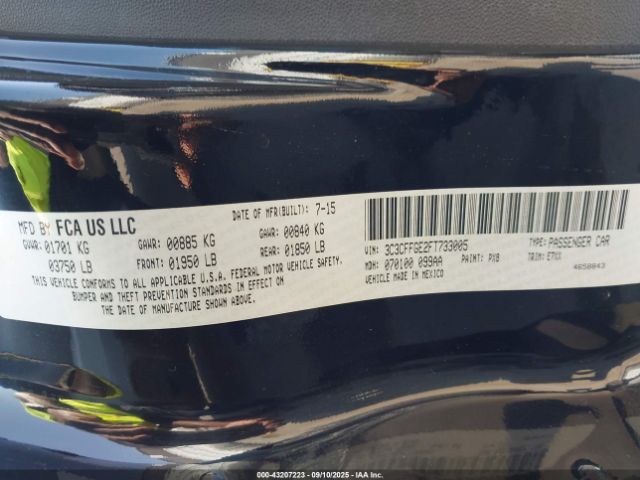 MFD BY FCA US LLC
DATE OF MFR(BUILT): 7-15
GVWR: 01701 KG
03750 LB
GAWR: 00885 KG
FRONT: 01950 LB
GAWR: 00840 KG
REAR: 01850 LB
THIS VEHICLE CONFORMS TO ALL APPLICABLE U.S.A. FEDERAL MOTOR VEHICLE SAFETY,
BUMPER AND THEFT PREVENTION STANDARDS IN EFFECT ON
THE DATE OF MANUFACTURE SHOWN ABOVE.
VIN: 3C3CFFGE2FT733005
TYPE: PASSENGER CAR
MDH: 070100 099AA
PAINT: PXB
TRIM: E7XX
VEHICLE MADE IN MEXICO
4658843
000-43207223 - 09/10/2025 - IAAI.COM